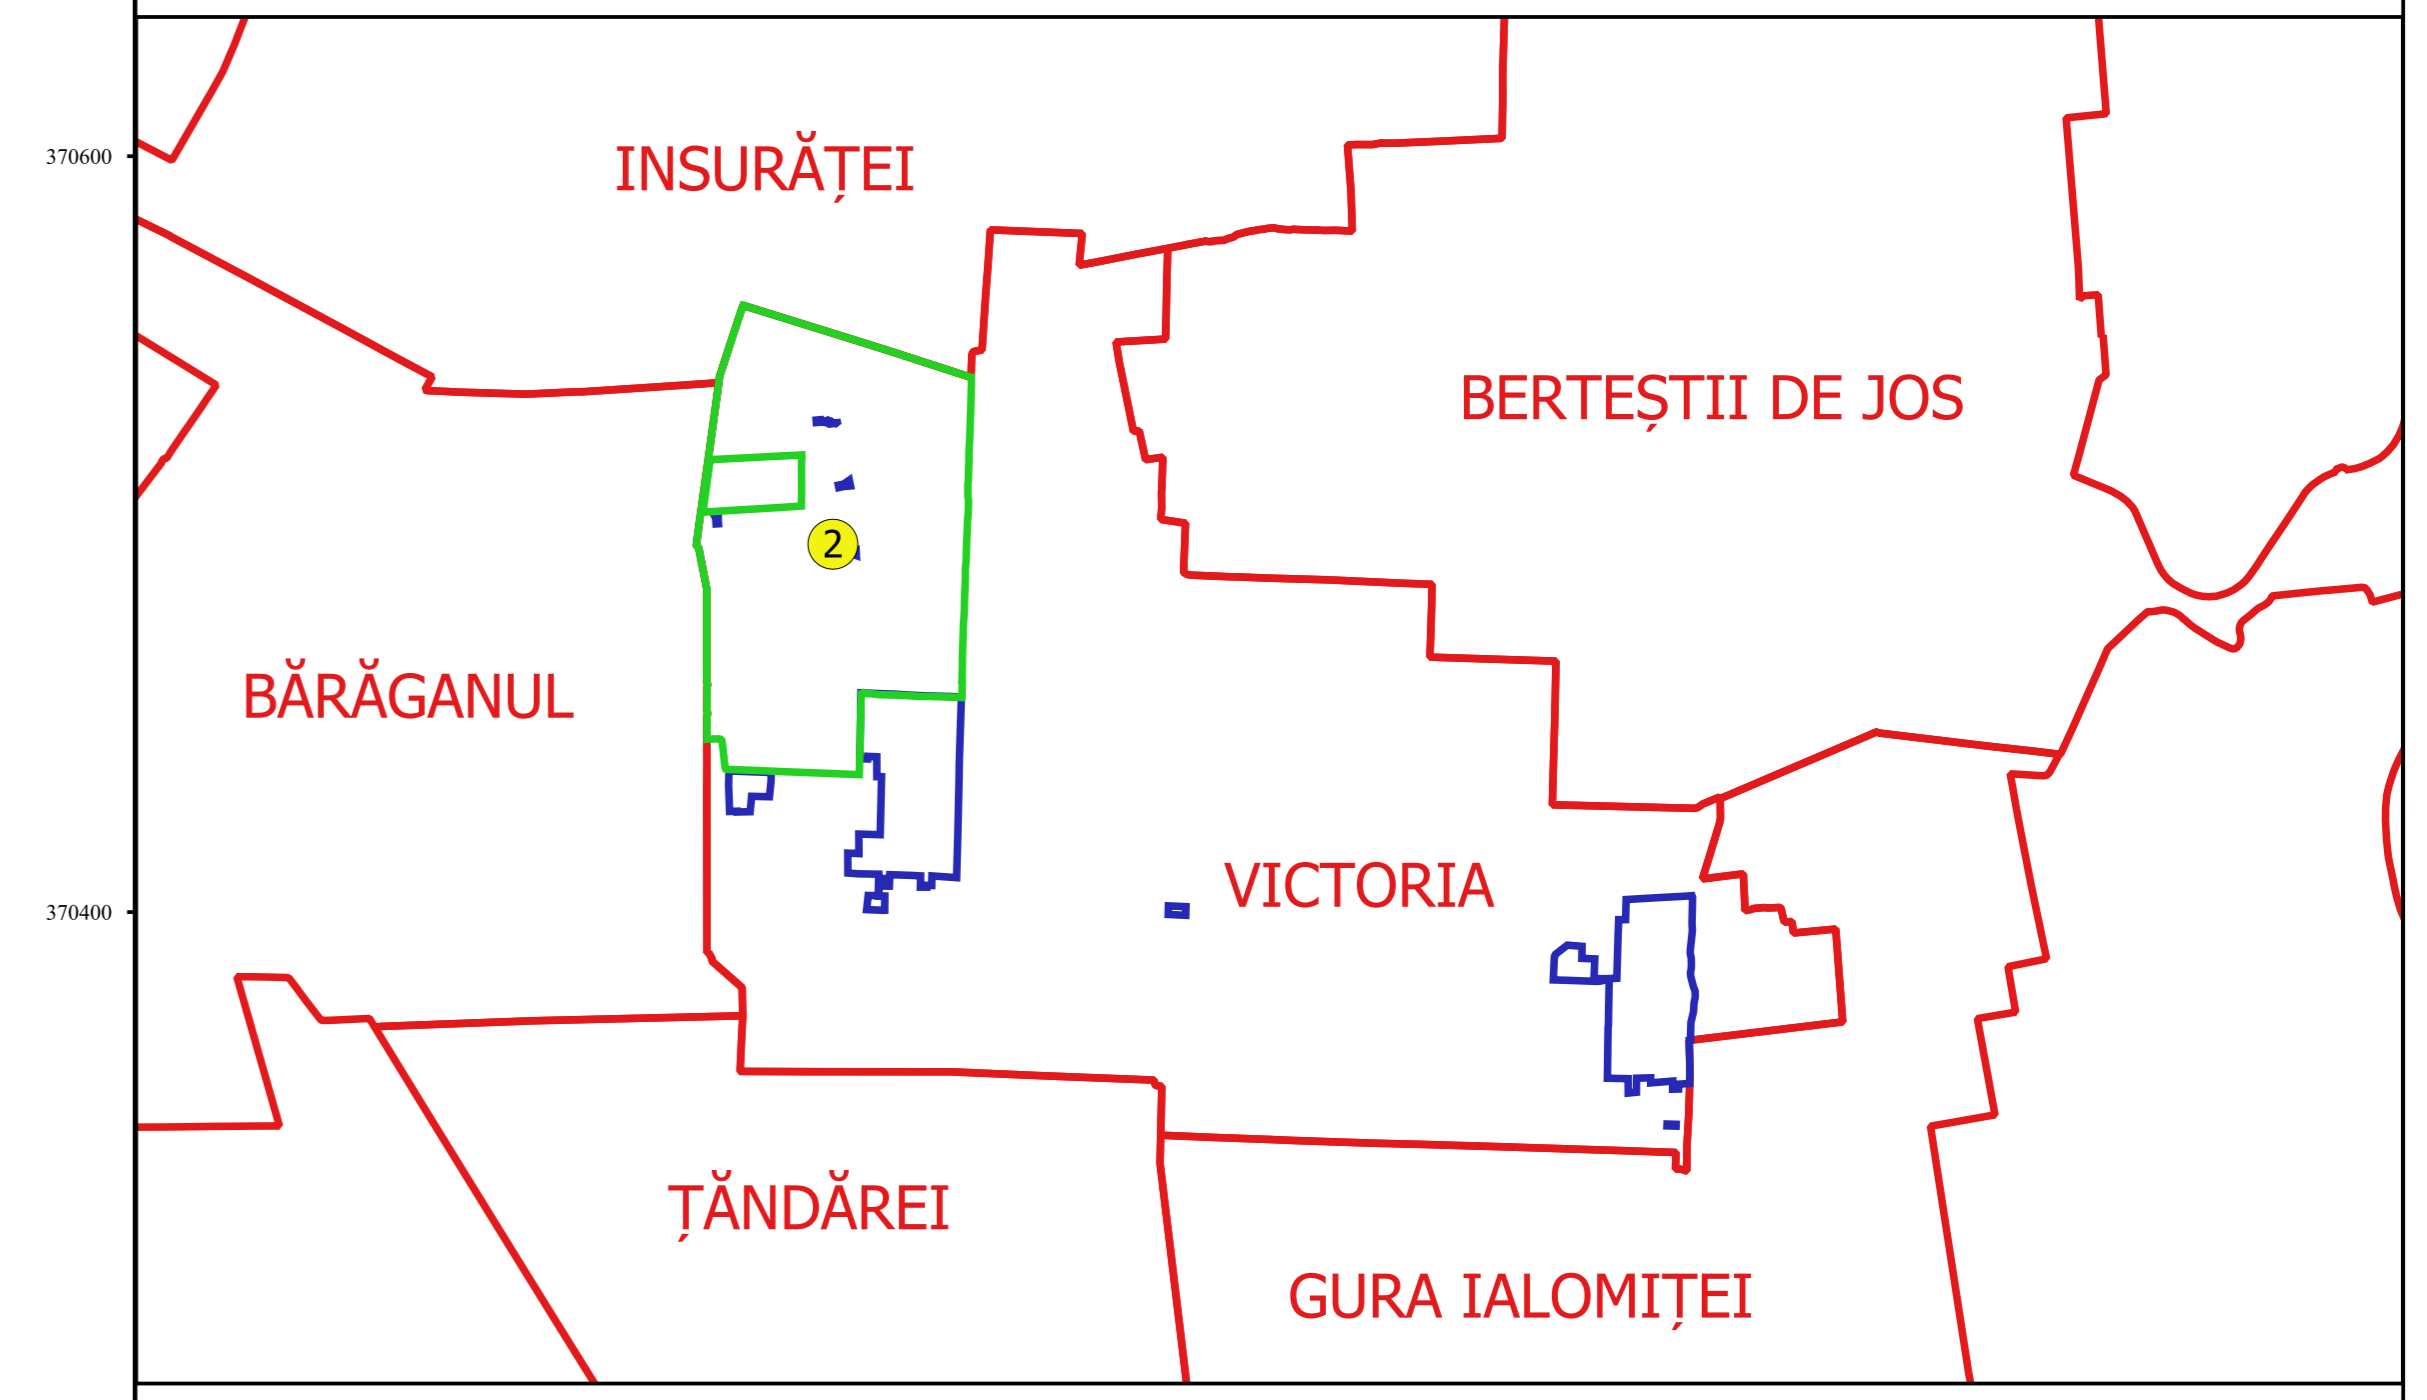 370600
INSURĂȚEI
BERTEȘTII DE JOS
2
BĂRĂGANUL
VICTORIA
370400
ȚĂNDĂREI
GURA IALOMIȚEI